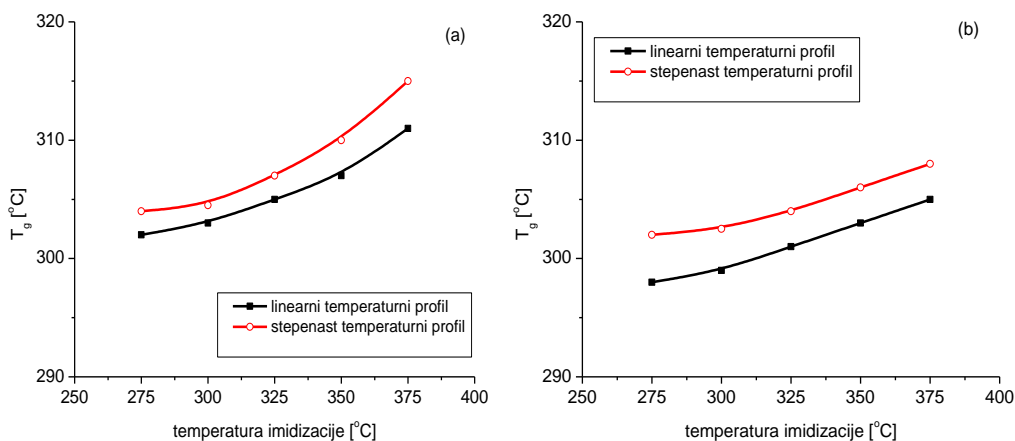 (a)
320
310
300
290
T_g [°C]
linearni temperaturni profil
stepenast temperaturni profil
250 275 300 325 350 375 400
temperatura imidizacije [°C]
(b)
320
310
300
290
T_g [°C]
linearni temperaturni profil
stepenast temperaturni profil
250 275 300 325 350 375 400
temperatura imidizacije [°C]